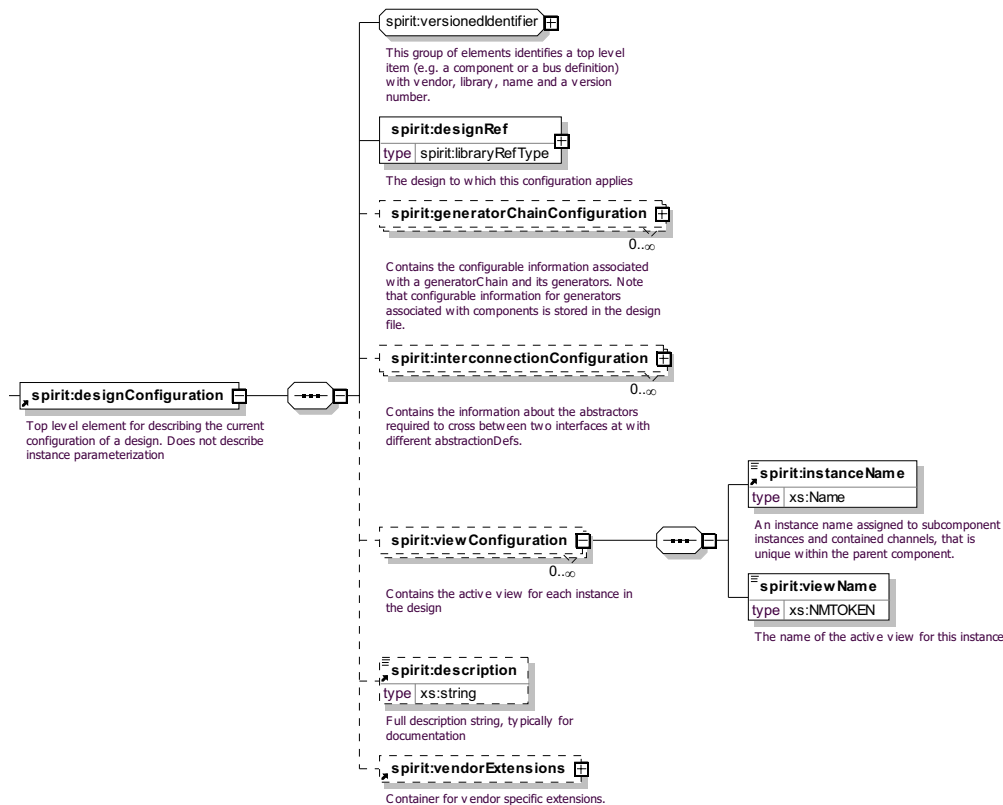 spirit:versionedIdentifier
This group of elements identifies a top level
item (e.g. a component or a bus definition)
with vendor, library, name and a version
number.
spirit:designRef
type spirit:libraryRefType
The design to which this configuration applies
spirit:generatorChainConfiguration
0..∞
Contains the configurable information associated
with a generatorChain and its generators. Note
that configurable information for generators
associated with components is stored in the design
file.
spirit:interconnectionConfiguration
0..∞
Contains the information about the abstractors
required to cross between two interfaces at with
different abstractionDefs.
spirit:designConfiguration
Top level element for describing the current
configuration of a design. Does not describe
instance parameterization
spirit:viewConfiguration
0..∞
Contains the active view for each instance in
the design
spirit:instanceName
type xs:Name
An instance name assigned to subcomponent
instances and contained channels, that is
unique within the parent component.
spirit:viewName
type xs:NMTOKEN
The name of the active view for this instance
spirit:description
type xs:string
Full description string, typically for
documentation
spirit:vendorExtensions
Container for vendor specific extensions.